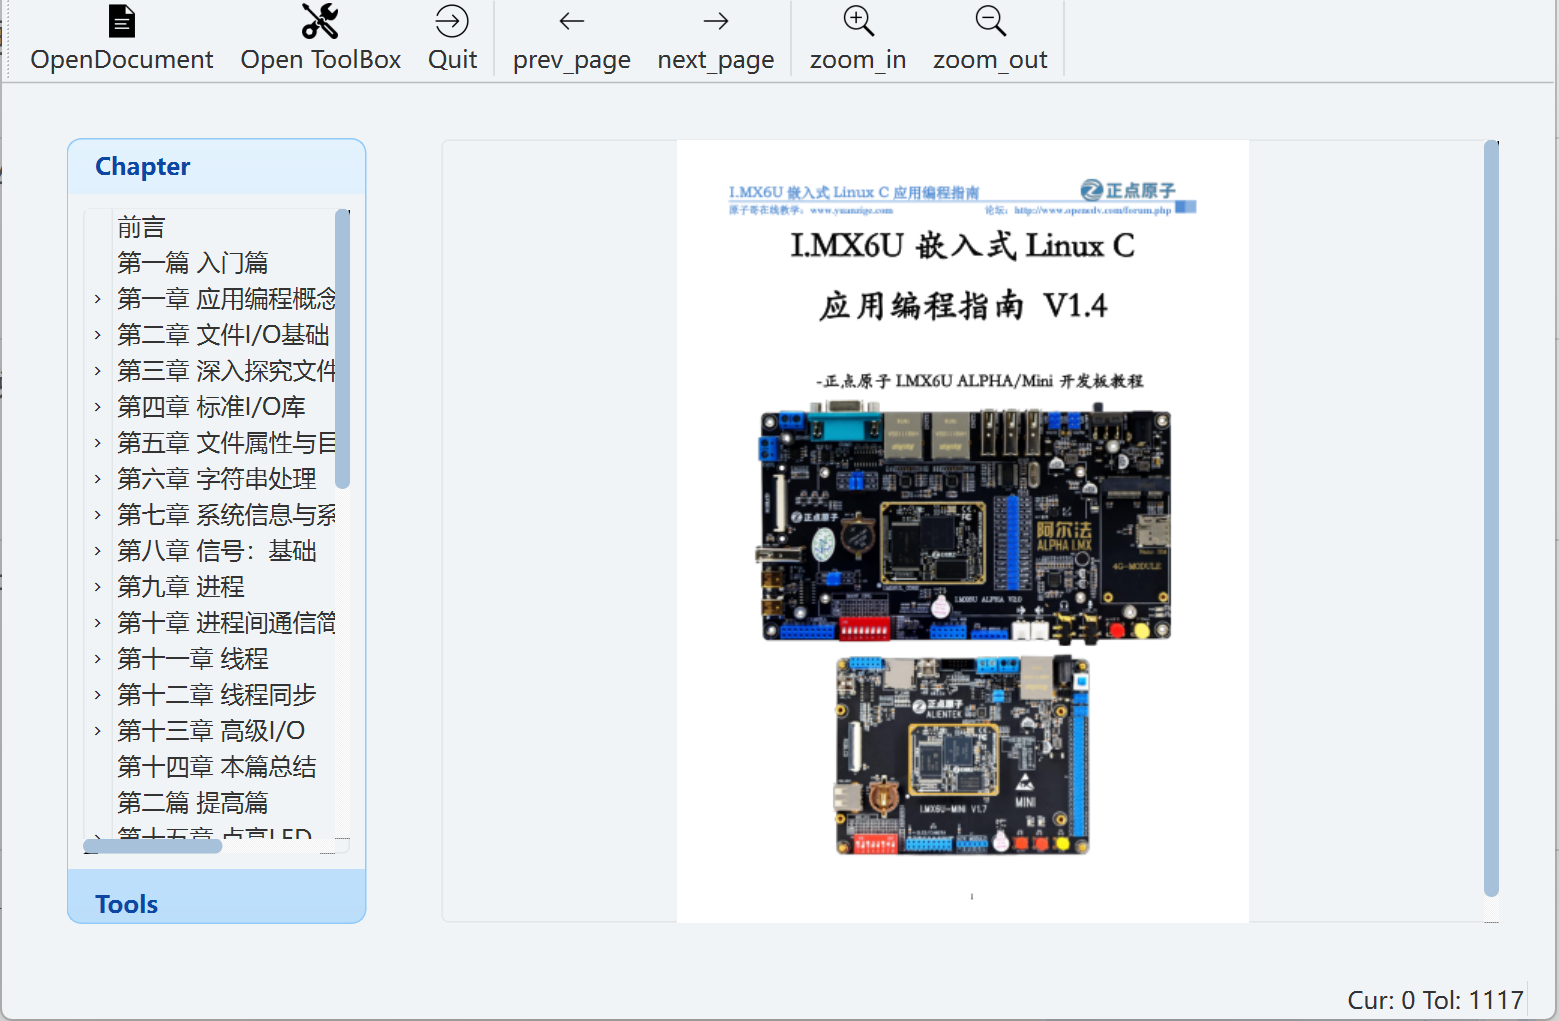 OpenDocument
Open ToolBox
Quit
prev_page
next_page
zoom_in
zoom_out
Chapter
前言
第一篇 入门篇
第一章 应用编程概念
第二章 文件I/O基础
第三章 深入探究文件
第四章 标准I/O库
第五章 文件属性与目
第六章 字符串处理
第七章 系统信息与系
第八章 信号：基础
第九章 进程
第十章 进程间通信简
第十一章 线程
第十二章 线程同步
第十三章 高级I/O
第十四章 本篇总结
第二篇 提高篇
第十五章 点亮LED
Tools
I.MX6U 嵌入式 Linux C 应用编程指南
正点原子
原子哥在线教学：www.yuanzige.com
论坛：http://www.openedv.com/forum.php
I.MX6U 嵌入式 Linux C
应用编程指南 V1.4
-正点原子 I.MX6U ALPHA/Mini 开发板教程
正点原子
阿尔法
ALPHA I.MX
4G-MODULE
I.MX6U ALPHA V2.0
正点原子
ALIENTEK
I.MX6U-MINI V1.7
MINI
Cur: 0 Tol: 1117